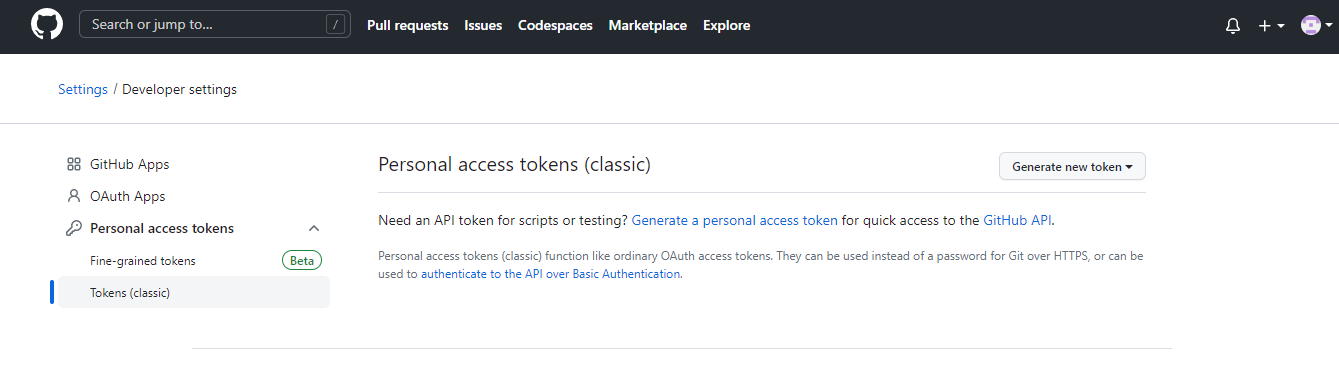 Search or jump to... /
Pull requests Issues Codespaces Marketplace Explore
Settings / Developer settings
GitHub Apps
OAuth Apps
Personal access tokens
Fine-grained tokens Beta
Tokens (classic)
Personal access tokens (classic)
Generate new token
Need an API token for scripts or testing? Generate a personal access token for quick access to the GitHub API.
Personal access tokens (classic) function like ordinary OAuth access tokens. They can be used instead of a password for Git over HTTPS, or can be
used to authenticate to the API over Basic Authentication.